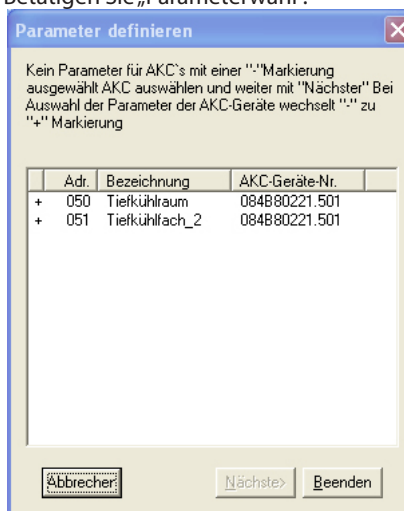 Betätigen Sie „Parameterwahl“.
Parameter definieren
Kein Parameter für AKC`s mit einer "-"Markierung
ausgewählt AKC auswählen und weiter mit "Nächster" Bei
Auswahl der Parameter der AKC-Geräte wechselt "-" zu
"+" Markierung
Adr. Bezeichnung AKC-Geräte-Nr.
+ 050 Tiefkühlraum 084B80221.501
+ 051 Tiefkühlfach_2 084B80221.501
Abbrecher Nächste> Beenden